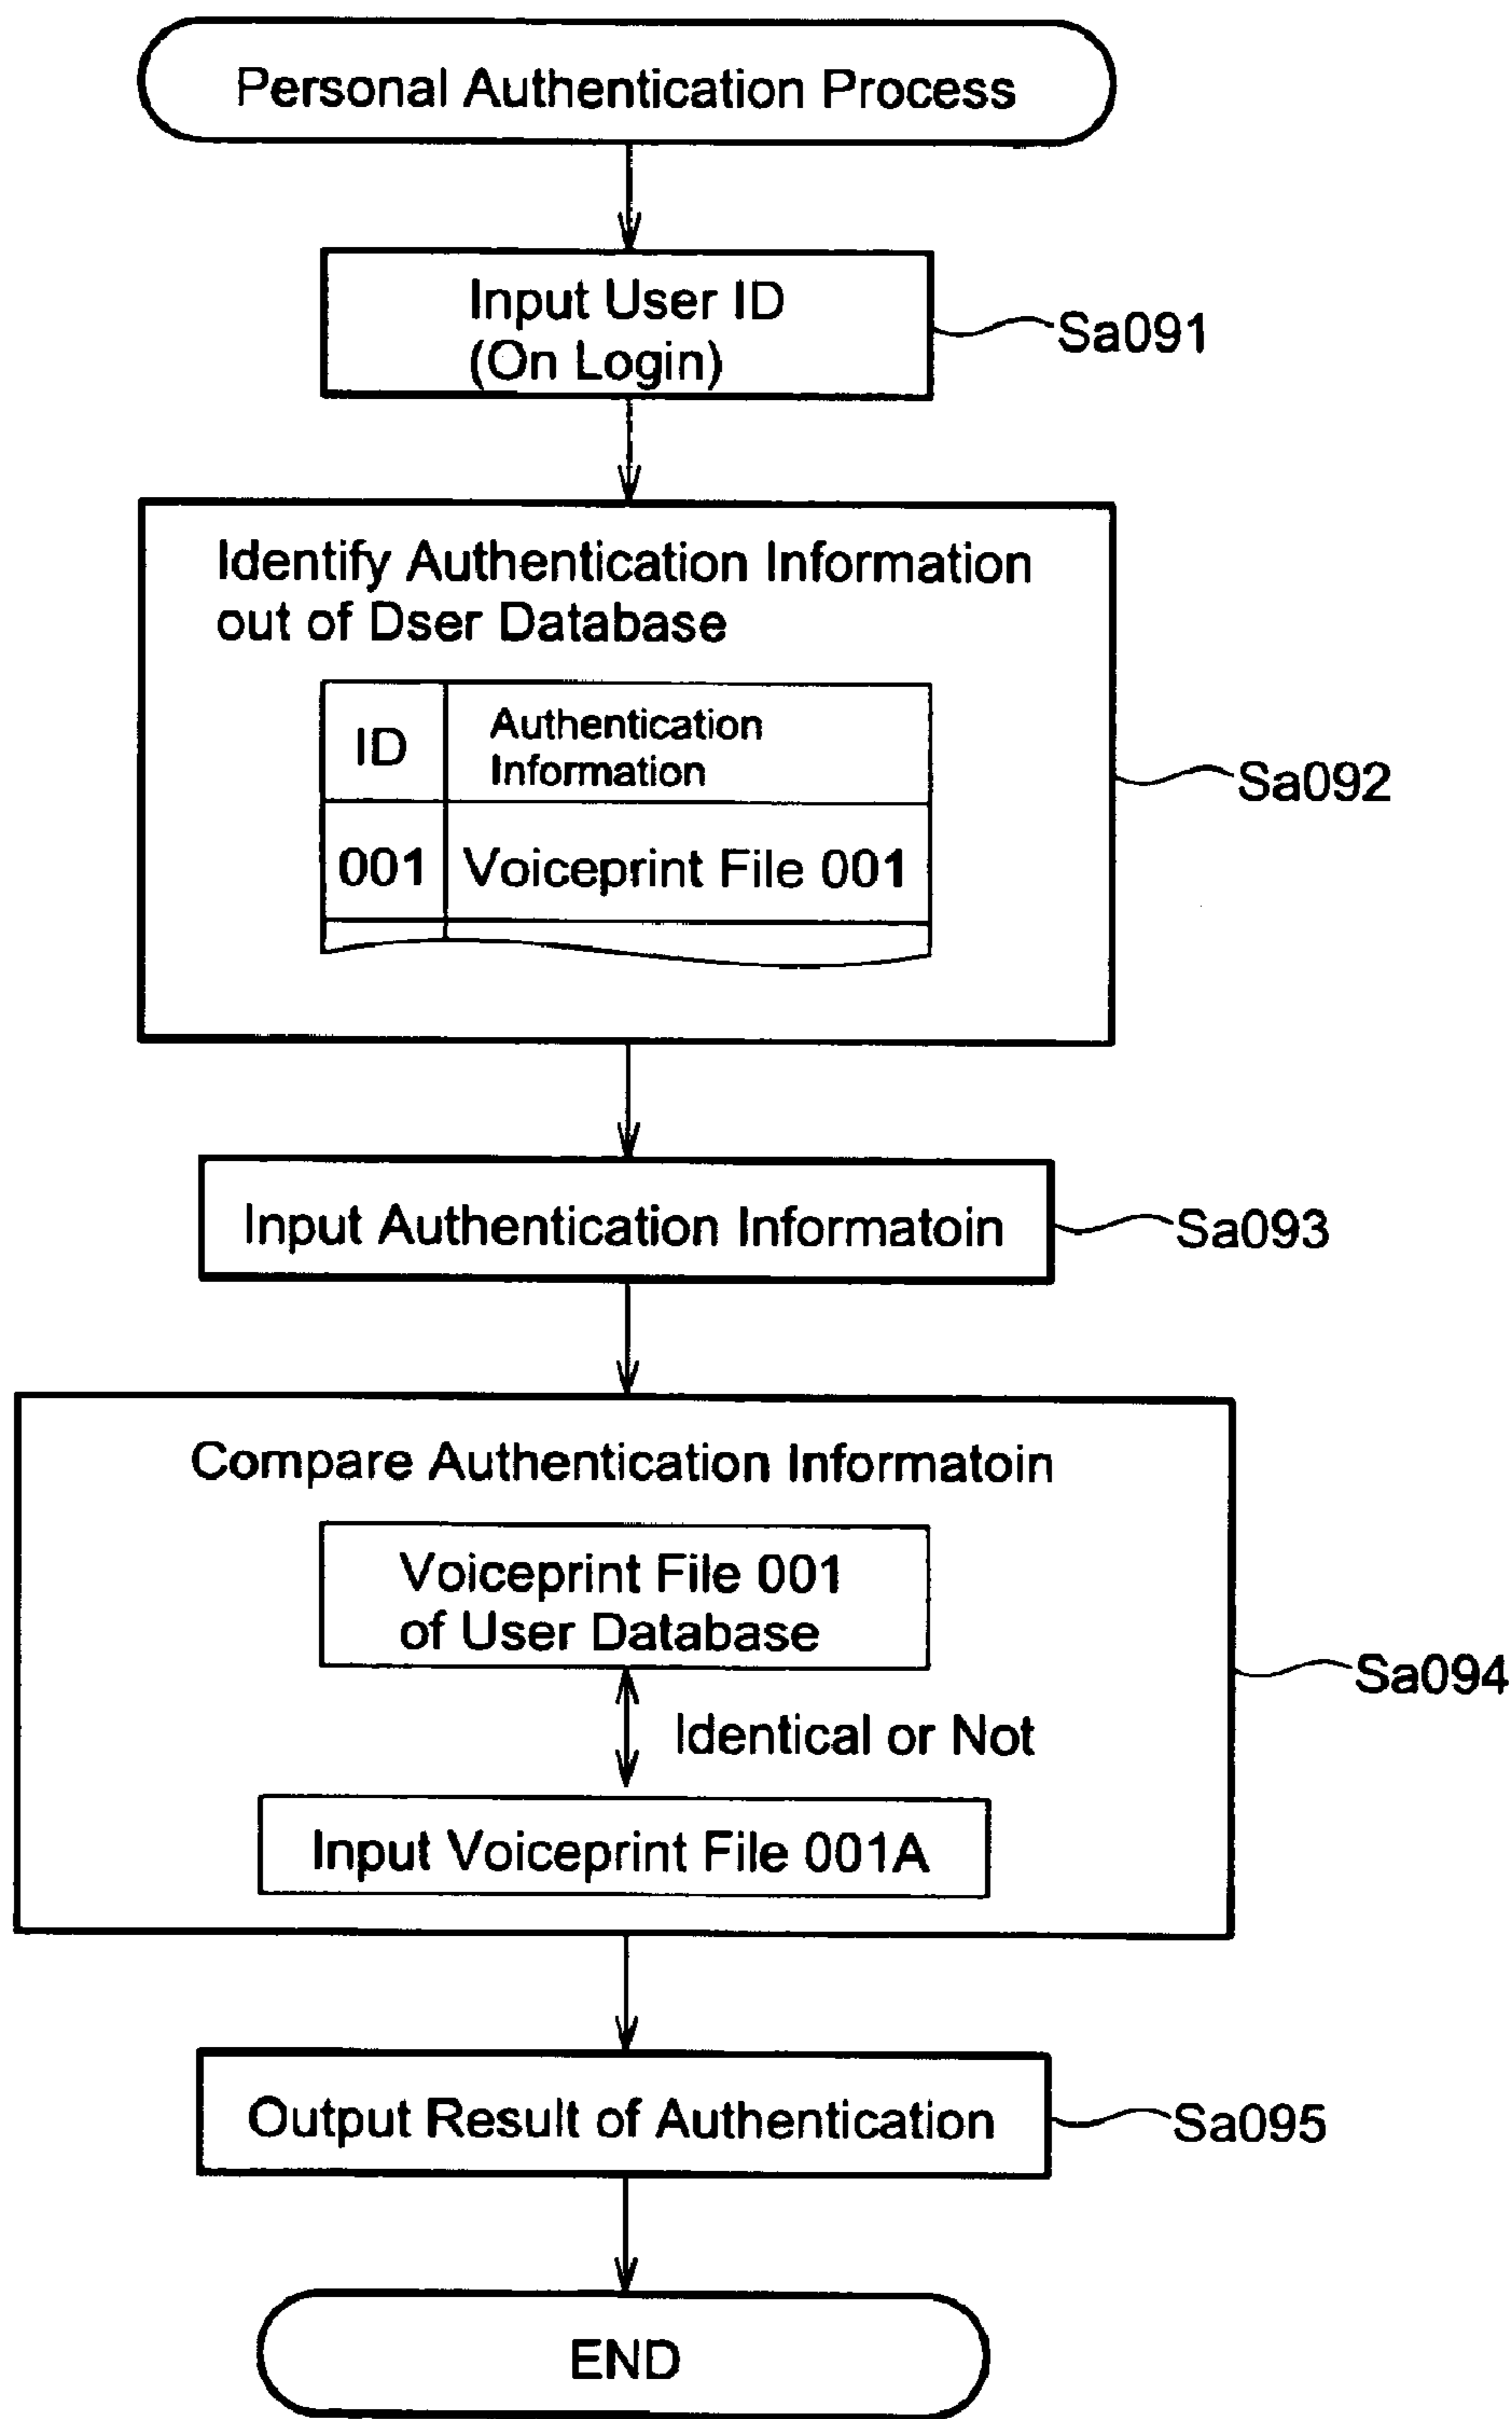 Personal Authentication Process
Input User ID
(On Login)
Sa091
Identify Authentication Information
out of Dser Database
ID
Authentication
Information
001
Voiceprint File 001
Sa092
Input Authentication Informatoin
Sa093
Compare Authentication Informatoin
Voiceprint File 001
of User Database
Identical or Not
Input Voiceprint File 001A
Sa094
Output Result of Authentication
Sa095
END